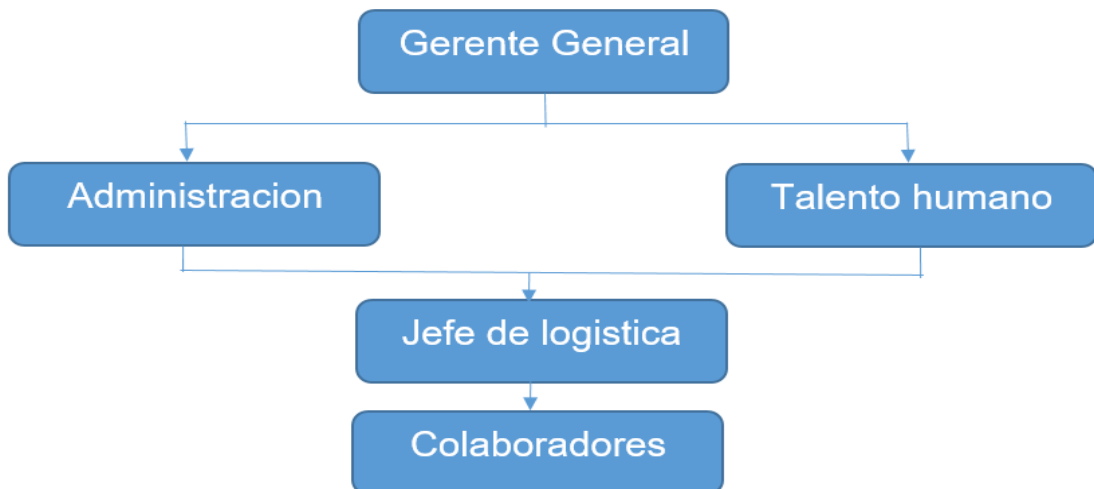 Gerente General
Administracion
Talento humano
Jefe de logistica
Colaboradores